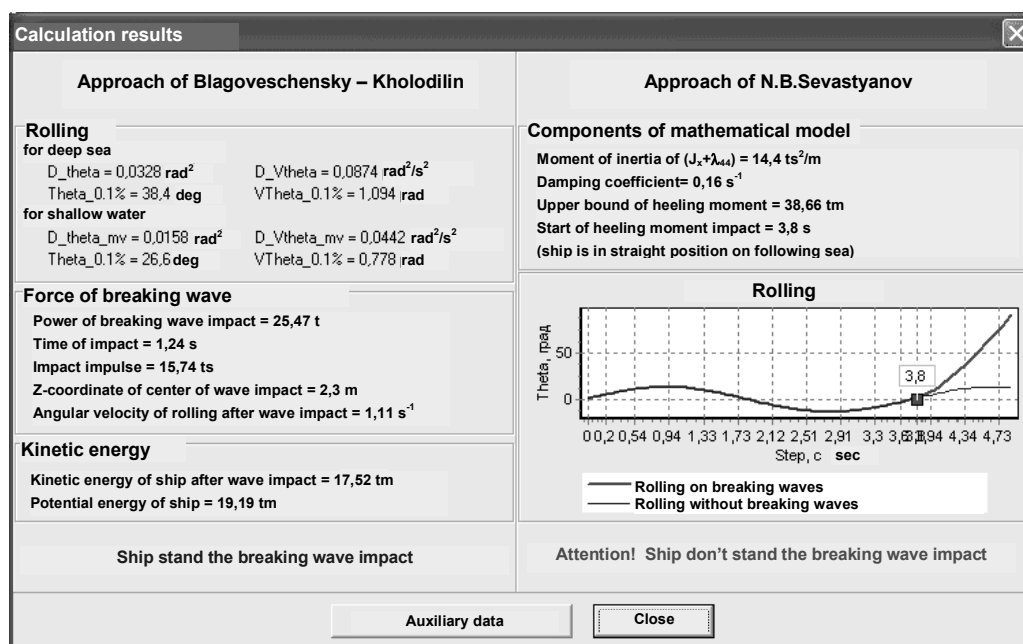 Calculation results
Approach of Blagoveschensky – Kholodilin
Rolling
for deep sea
D_theta = 0,0328 rad² D_Vtheta = 0,0874 rad²/s²
Theta_0.1% = 38,4 deg VTheta_0.1% = 1,094 rad
for shallow water
D_theta_mv = 0,0158 rad² D_Vtheta_mv = 0,0442 rad²/s²
Theta_0.1% = 26,6 deg VTheta_0.1% = 0,778 rad
Force of breaking wave
Power of breaking wave impact = 25,47 t
Time of impact = 1,24 s
Impact impulse = 15,74 ts
Z-coordinate of center of wave impact = 2,3 m
Angular velocity of rolling after wave impact = 1,11 s⁻¹
Kinetic energy
Kinetic energy of ship after wave impact = 17,52 tm
Potential energy of ship = 19,19 tm
Ship stand the breaking wave impact
Approach of N.B.Sevastyanov
Components of mathematical model
Moment of inertia of (Jₓ+λ₄₄) = 14,4 ts²/m
Damping coefficient= 0,16 s⁻¹
Upper bound of heeling moment = 38,66 tm
Start of heeling moment impact = 3,8 s
(ship is in straight position on following sea)
Rolling
Theta, град
50
0
3,8
0 0,2 0,54 0,94 1,33 1,73 2,12 2,51 2,91 3,3 3,94 4,34 4,73
Step, с sec
Rolling on breaking waves
Rolling without breaking waves
Attention! Ship don't stand the breaking wave impact
Auxiliary data
Close